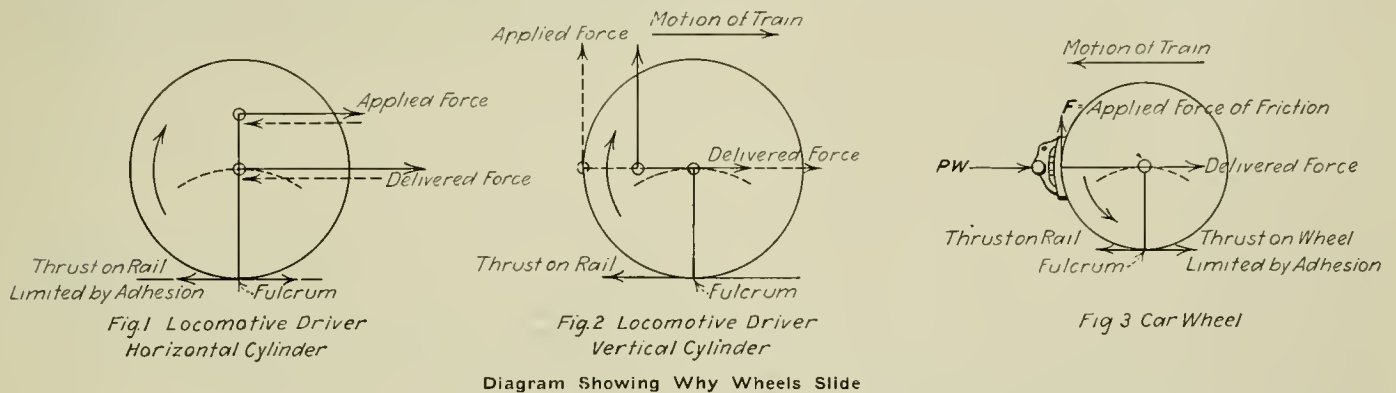 Applied Force
Delivered Force
Thrust on Rail
Limited by Adhesion
Fulcrum
Fig.1 Locomotive Driver
Horizontal Cylinder
Motion of Train
Applied Force
Delivered Force
Thrust on Rail
Fulcrum
Fig.2 Locomotive Driver
Vertical Cylinder
Motion of Train
F= Applied Force of Friction
PW
Delivered Force
Thrust on Rail
Thrust on Wheel
Fulcrum
Limited by Adhesion
Fig 3 Car Wheel
Diagram Showing Why Wheels Slide